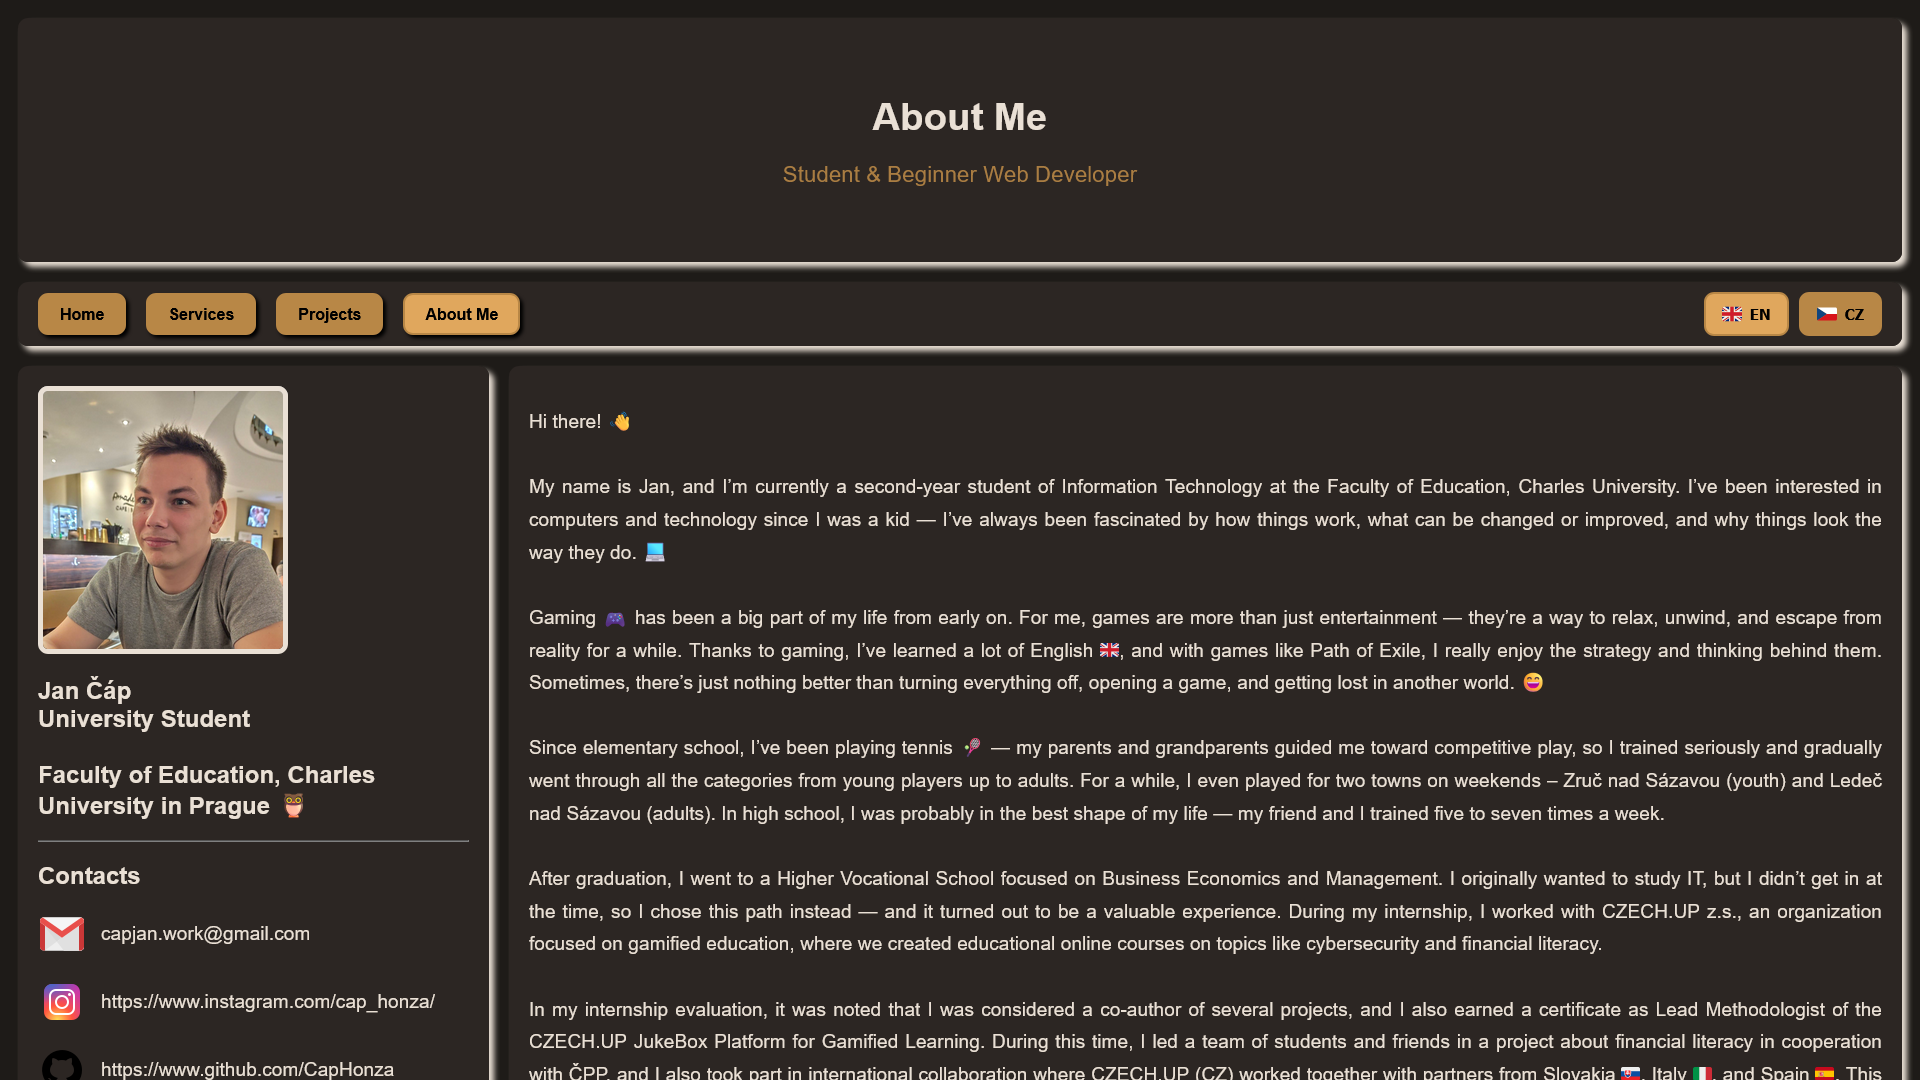 About Me
Student & Beginner Web Developer
Home
Services
Projects
About Me
EN
CZ
Jan Čáp
University Student
Faculty of Education, Charles
University in Prague
Contacts
capjan.work@gmail.com
https://www.instagram.com/cap_honza/
https://www.github.com/CapHonza
Hi there! 👋
My name is Jan, and I’m currently a second-year student of Information Technology at the Faculty of Education, Charles University. I’ve been interested in
computers and technology since I was a kid — I’ve always been fascinated by how things work, what can be changed or improved, and why things look the
way they do. 💻
Gaming 🎮 has been a big part of my life from early on. For me, games are more than just entertainment — they’re a way to relax, unwind, and escape from
reality for a while. Thanks to gaming, I’ve learned a lot of English 🇬🇧, and with games like Path of Exile, I really enjoy the strategy and thinking behind them.
Sometimes, there’s just nothing better than turning everything off, opening a game, and getting lost in another world. 😄
Since elementary school, I’ve been playing tennis 🎾 — my parents and grandparents guided me toward competitive play, so I trained seriously and gradually
went through all the categories from young players up to adults. For a while, I even played for two towns on weekends – Zruč nad Sázavou (youth) and Ledeč
nad Sázavou (adults). In high school, I was probably in the best shape of my life — my friend and I trained five to seven times a week.
After graduation, I went to a Higher Vocational School focused on Business Economics and Management. I originally wanted to study IT, but I didn’t get in at
the time, so I chose this path instead — and it turned out to be a valuable experience. During my internship, I worked with CZECH.UP z.s., an organization
focused on gamified education, where we created educational online courses on topics like cybersecurity and financial literacy.
In my internship evaluation, it was noted that I was considered a co-author of several projects, and I also earned a certificate as Lead Methodologist of the
CZECH.UP JukeBox Platform for Gamified Learning. During this time, I led a team of students and friends in a project about financial literacy in cooperation
with ČPP, and I also took part in international collaboration where CZECH.UP (CZ) worked together with partners from Slovakia 🇸🇰, Italy 🇮🇹, and Spain 🇪🇸. This